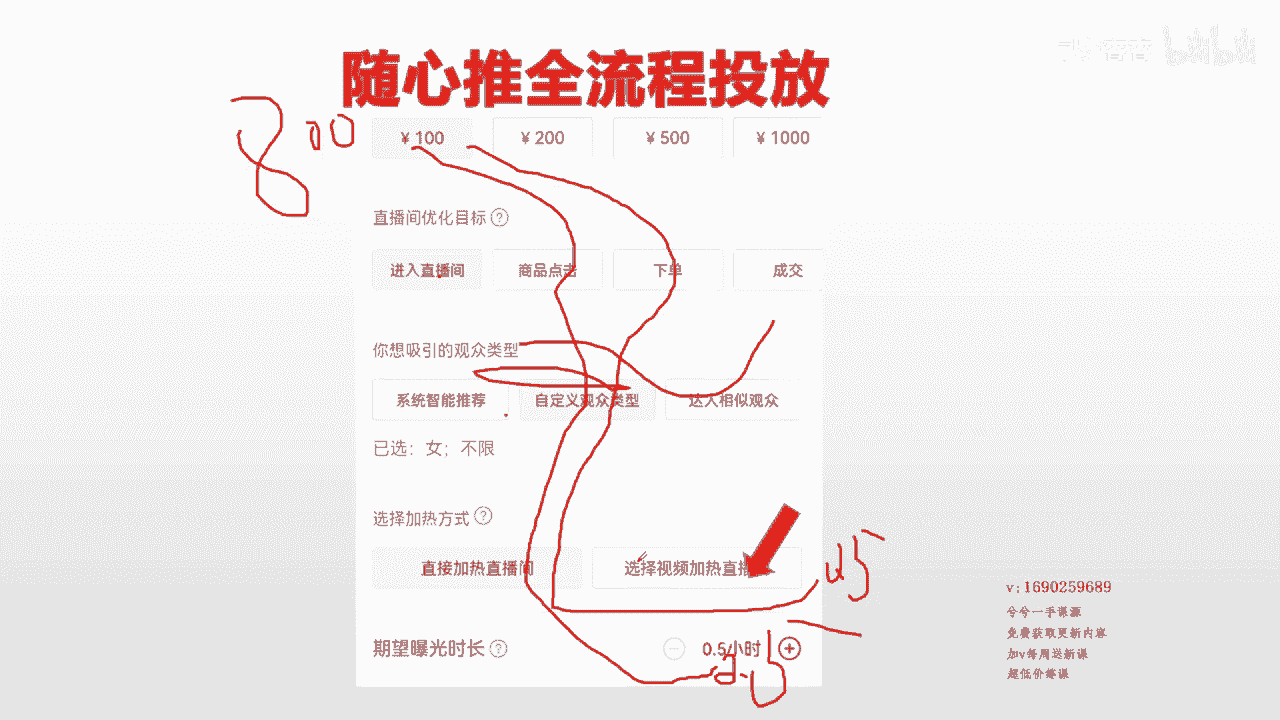 随心推全流程投放
800
¥100 ¥200 ¥500 ¥1000
直播间优化目标 ?
进入直播间 商品点击 下单 成交
你想吸引的观众类型
系统智能推荐 自定义观众类型 达人相似观众
已选：女；不限
选择加热方式 ?
直接加热直播间 选择视频加热直播
期望曝光时长 ? 0.5小时
v:1690259689
兮兮一手课源
免费获取更新内容
加v每周送新课
超低价修课
bilibili